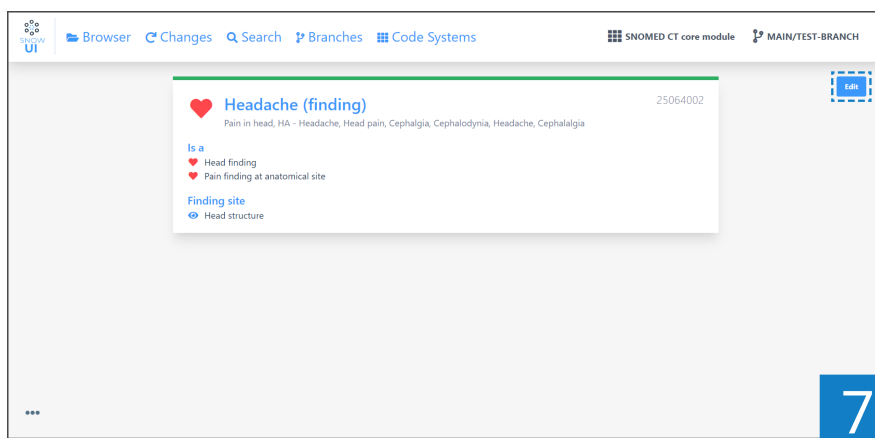 SNOW
UI
Browser Changes Search Branches Code Systems SNOMED CT core module MAIN/TEST-BRANCH
Edit
Headache (finding) 25064002
Pain in head, HA - Headache, Head pain, Cephalgia, Cephalodynia, Headache, Cephalalgia
Is a
Head finding
Pain finding at anatomical site
Finding site
Head structure
7